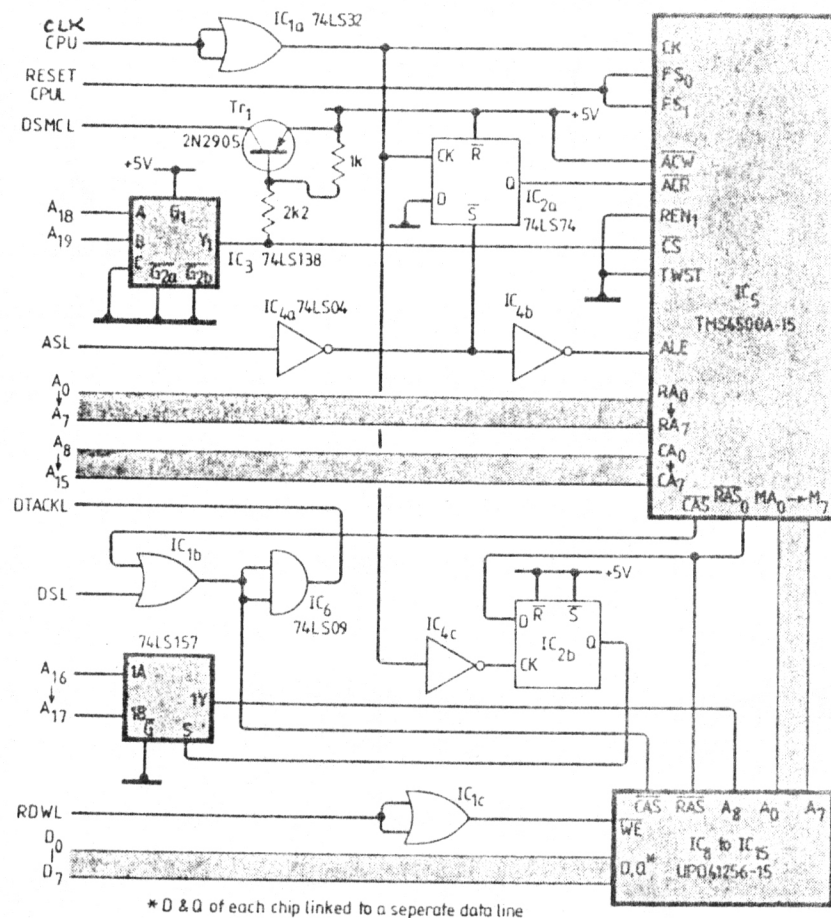 CLK
CPU
IC1a 74LS32
CK
RESET
CPUL
FS0
FS1
Tr1
DSMCL
2N2905
+5V
1k
CK
R
D
Q
S
IC2a
74LS74
ACW
ACR
REN1
CS
TWST
+5V
A18
A19
A
B
C
G1
Y1
G2a
G2b
IC3 74LS138
2k2
IC5
TMS4500A-15
IC4a 74LS04
IC4b
ASL
ALE
A0
↓
A7
RA0
↓
RA7
A8
↓
A15
CA0
↓
CA7
CAS
RAS0
MA0→M7
DTACKL
IC1b
DSL
IC6
74LS09
+5V
R
S
D
IC2b
Q
CK
IC4c
74LS157
A16
↓
A17
1A
1B
1Y
G
S
RDWL
IC1c
CAS
RAS
A8
A0
A7
WE
D,Q*
IC8 to IC15
UPD41256-15
D0
D7
* D & Q of each chip linked to a seperate data line